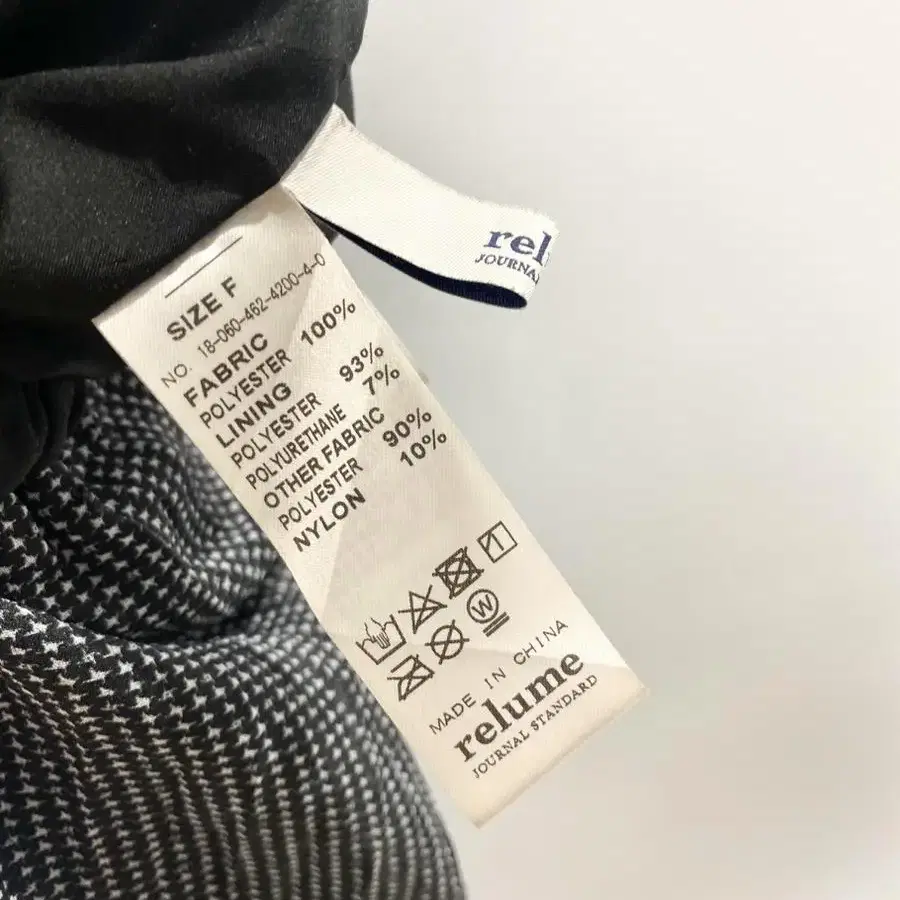 rel
JOURNA
SIZE F
NO. 18-060-462-4200-4-0
FABRIC
POLYESTER 100%
LINING
POLYESTER 93%
POLYURETHANE 7%
OTHER FABRIC
POLYESTER 90%
NYLON 10%
W
MADE IN CHINA
relume
JOURNAL STANDARD